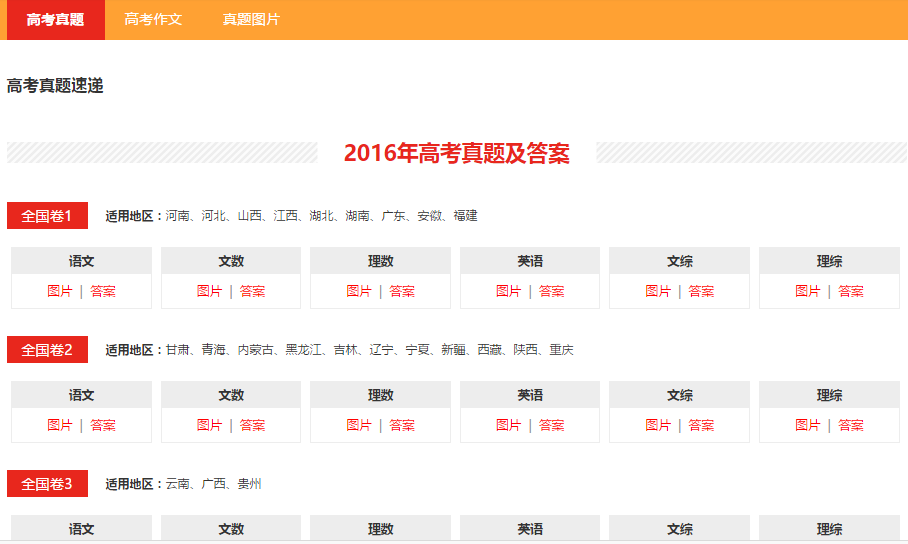 高考真题 高考作文 真题图片
高考真题速递
2016年高考真题及答案
全国卷1 适用地区：河南、河北、山西、江西、湖北、湖南、广东、安徽、福建
语文 文数 理数 英语 文综 理综
图片 | 答案 图片 | 答案 图片 | 答案 图片 | 答案 图片 | 答案 图片 | 答案
全国卷2 适用地区：甘肃、青海、内蒙古、黑龙江、吉林、辽宁、宁夏、新疆、西藏、陕西、重庆
语文 文数 理数 英语 文综 理综
图片 | 答案 图片 | 答案 图片 | 答案 图片 | 答案 图片 | 答案 图片 | 答案
全国卷3 适用地区：云南、广西、贵州
语文 文数 理数 英语 文综 理综